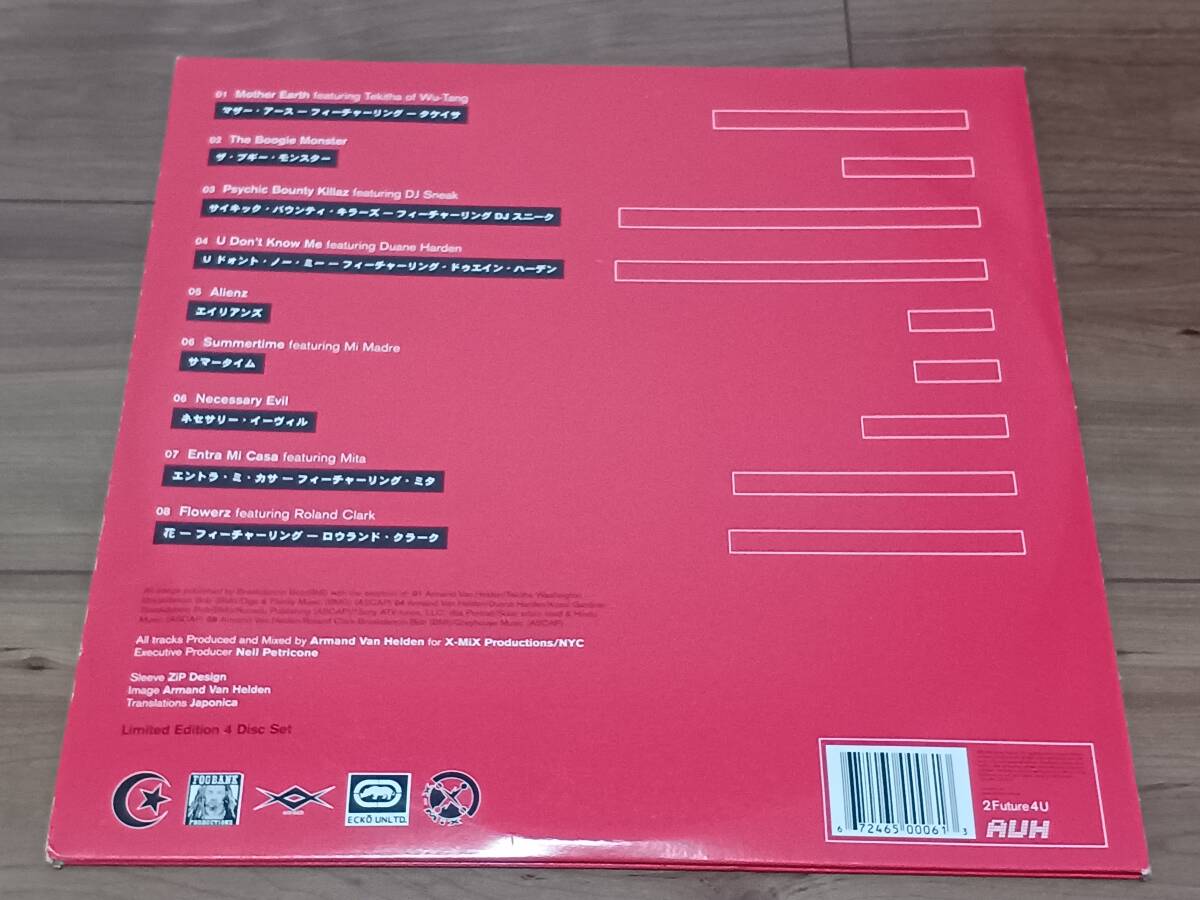 01 Mother Earth featuring Tekitha of Wu-Tang
マザー・アース ー フィーチャーリング ー タケイサ
02 The Boogie Monster
ザ・ブギー・モンスター
03 Psychic Bounty Killaz featuring DJ Sneak
サイキック・バウンティ・キラーズ ー フィーチャーリング DJ スニーク
04 U Don't Know Me featuring Duane Harden
U ドォント・ノー・ミー ー フィーチャーリング・ドゥエイン・ハーデン
05 Alienz
エイリアンズ
06 Summertime featuring Mi Madre
サマータイム
06 Necessary Evil
ネセサリー・イーヴィル
07 Entra Mi Casa featuring Mita
エントラ・ミ・カサ ー フィーチャーリング・ミタ
08 Flowerz featuring Roland Clark
花 ー フィーチャーリング ー ロウランド・クラーク
All tracks Produced and Mixed by Armand Van Helden for X-MiX Productions/NYC
Executive Producer Neil Petricone
Sleeve ZiP Design
Image Armand Van Helden
Translations Japonica
Limited Edition 4 Disc Set
FOGBANK
PRODUCTIONS
ECKŌ UNLTD.
X-MIX
6 72465 00061 3
2Future4U
AVH